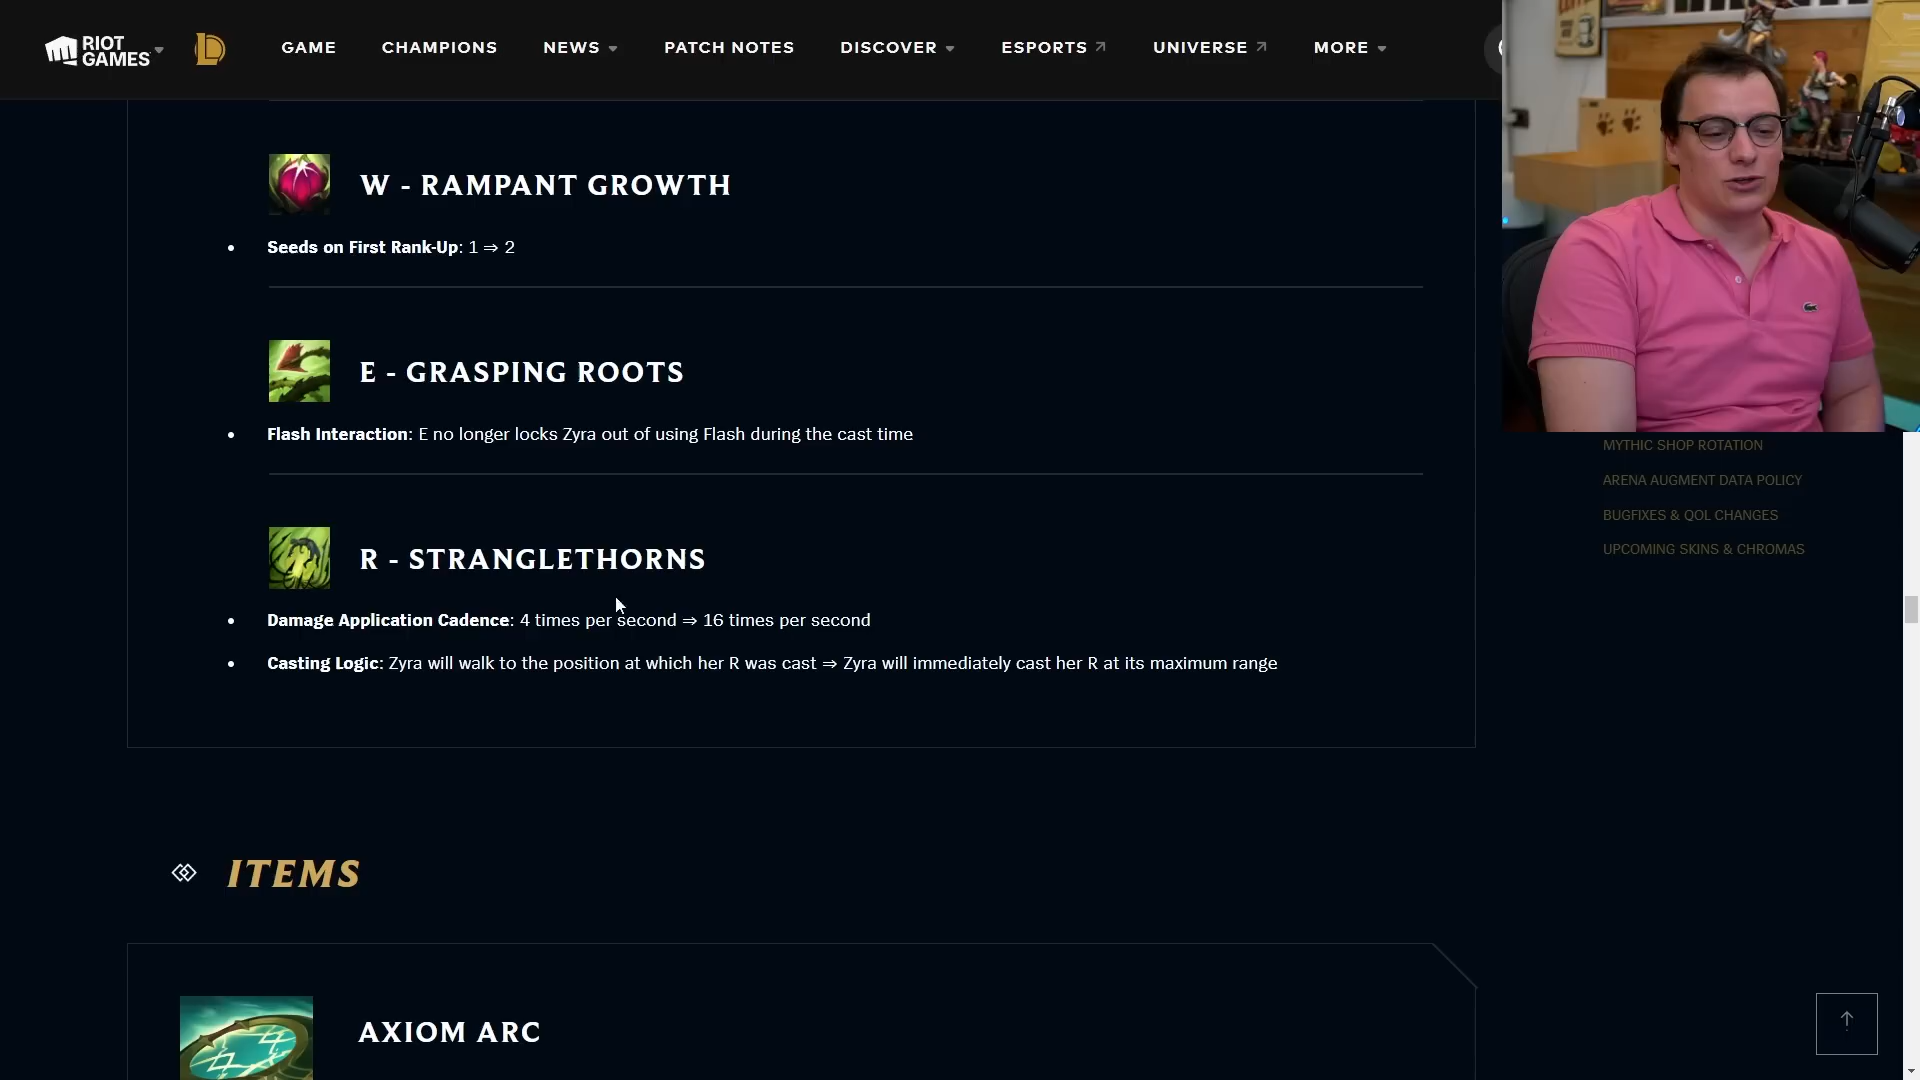 RIOT GAMES
GAME
CHAMPIONS
NEWS
PATCH NOTES
DISCOVER
ESPORTS
UNIVERSE
MORE
W - RAMPANT GROWTH
• Seeds on First Rank-Up: 1 ⇒ 2
E - GRASPING ROOTS
• Flash Interaction: E no longer locks Zyra out of using Flash during the cast time
R - STRANGLETHORNS
• Damage Application Cadence: 4 times per second ⇒ 16 times per second
• Casting Logic: Zyra will walk to the position at which her R was cast ⇒ Zyra will immediately cast her R at its maximum range
ITEMS
AXIOM ARC
MYTHIC SHOP ROTATION
ARENA AUGMENT DATA POLICY
BUGFIXES & QOL CHANGES
UPCOMING SKINS & CHROMAS